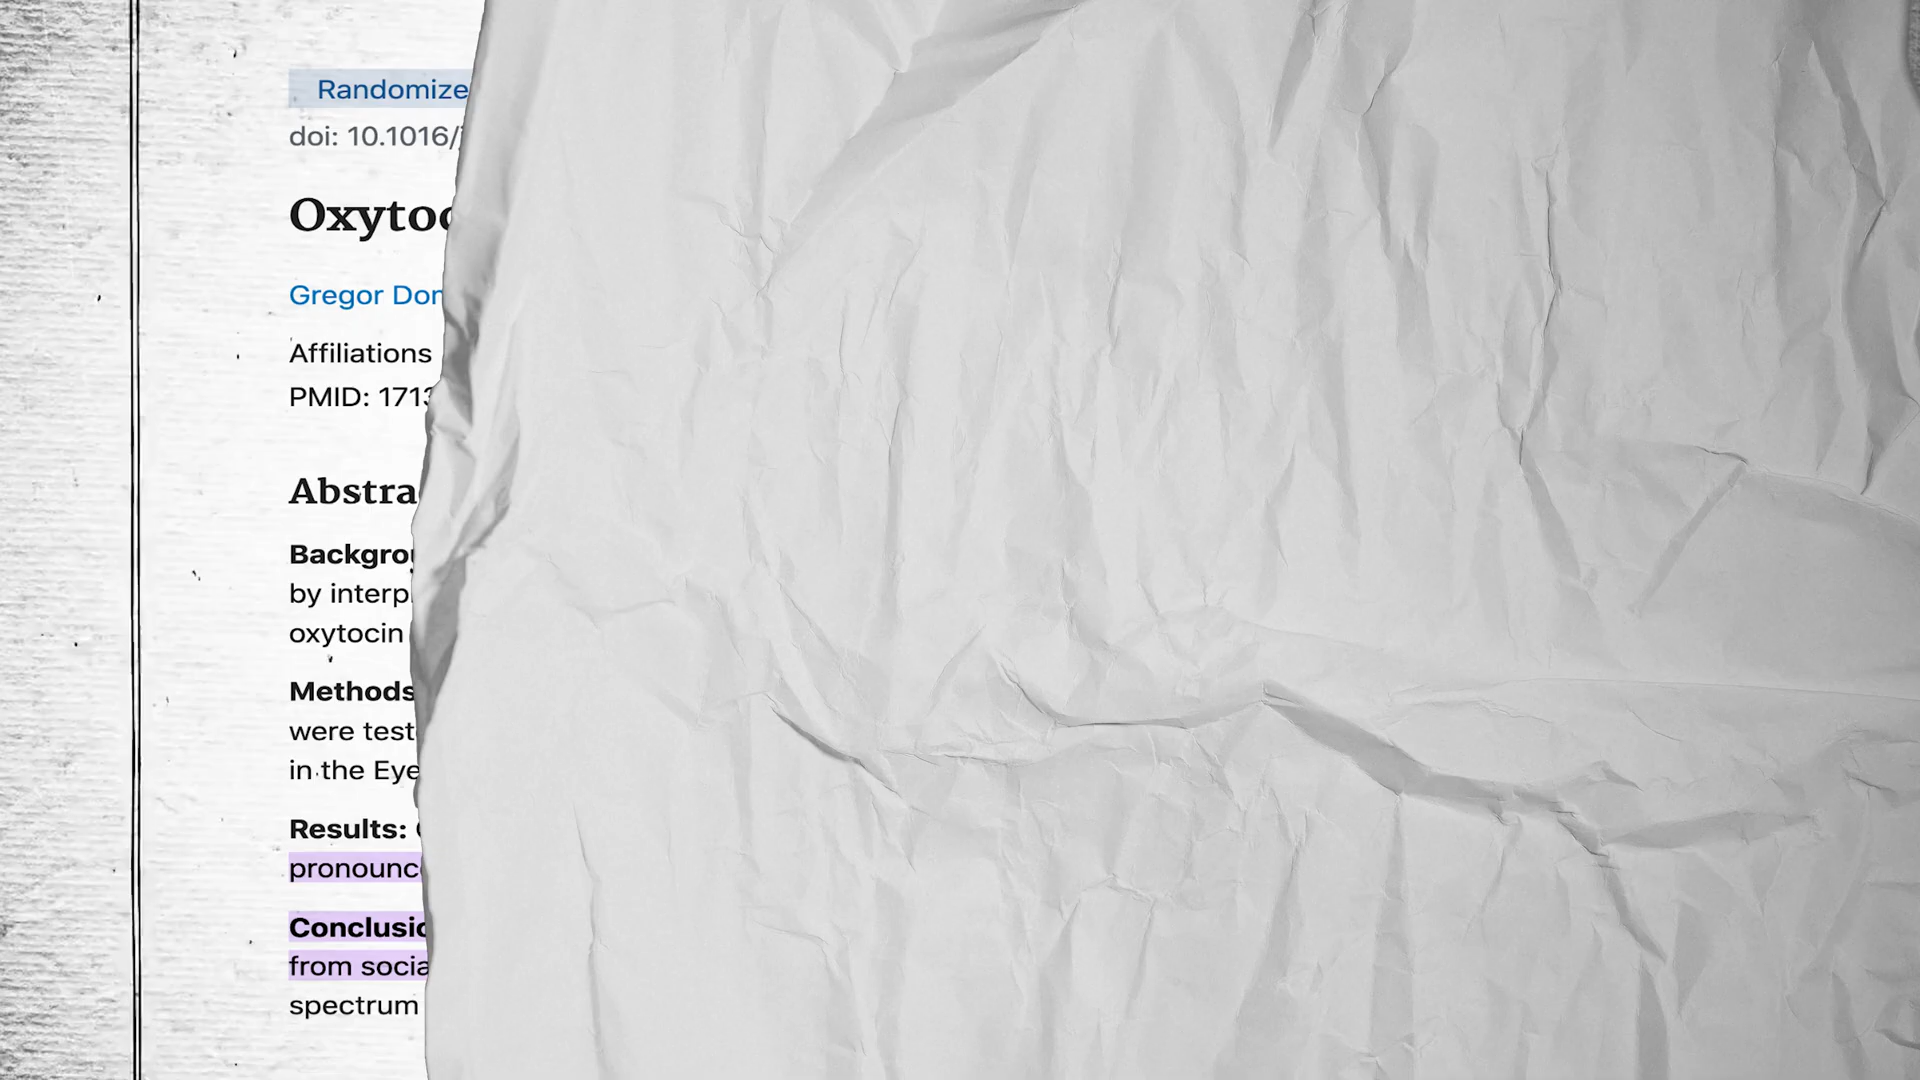 Randomize
doi: 10.1016/
Oxytoc
Gregor Dom
Affiliations
PMID: 171
Abstra
Backgrou
by interp
oxytocin
Methods
were test
in the Eye
Results:
pronounc
Conclusio
from socia
spectrum